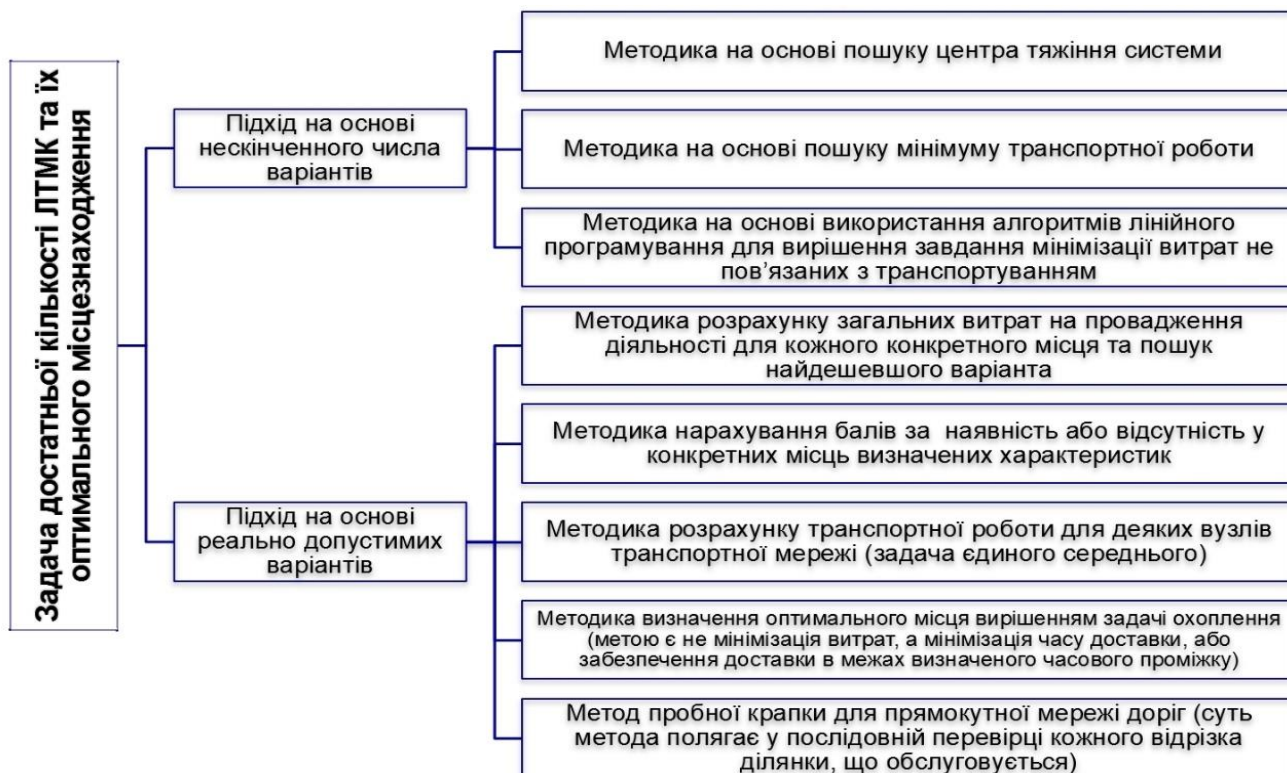 Задача достатньої кількості ЛТМК та їх
оптимального місцезнаходження
Підхід на основі
нескінченного числа
варіантів
Методика на основі пошуку центра тяжіння системи
Методика на основі пошуку мінімуму транспортної роботи
Методика на основі використання алгоритмів лінійного
програмування для вирішення завдання мінімізації витрат не
пов’язаних з транспортуванням
Підхід на основі
реально допустимих
варіантів
Методика розрахунку загальних витрат на провадження
діяльності для кожного конкретного місця та пошук
найдешевшого варіанта
Методика нарахування балів за наявність або відсутність у
конкретних місць визначених характеристик
Методика розрахунку транспортної роботи для деяких вузлів
транспортної мережі (задача єдиного середнього)
Методика визначення оптимального місця вирішенням задачі охоплення
(метою є не мінімізація витрат, а мінімізація часу доставки, або
забезпечення доставки в межах визначеного часового проміжку)
Метод пробної крапки для прямокутної мережі доріг (суть
метода полягає у послідовній перевірці кожного відрізка
ділянки, що обслуговується)